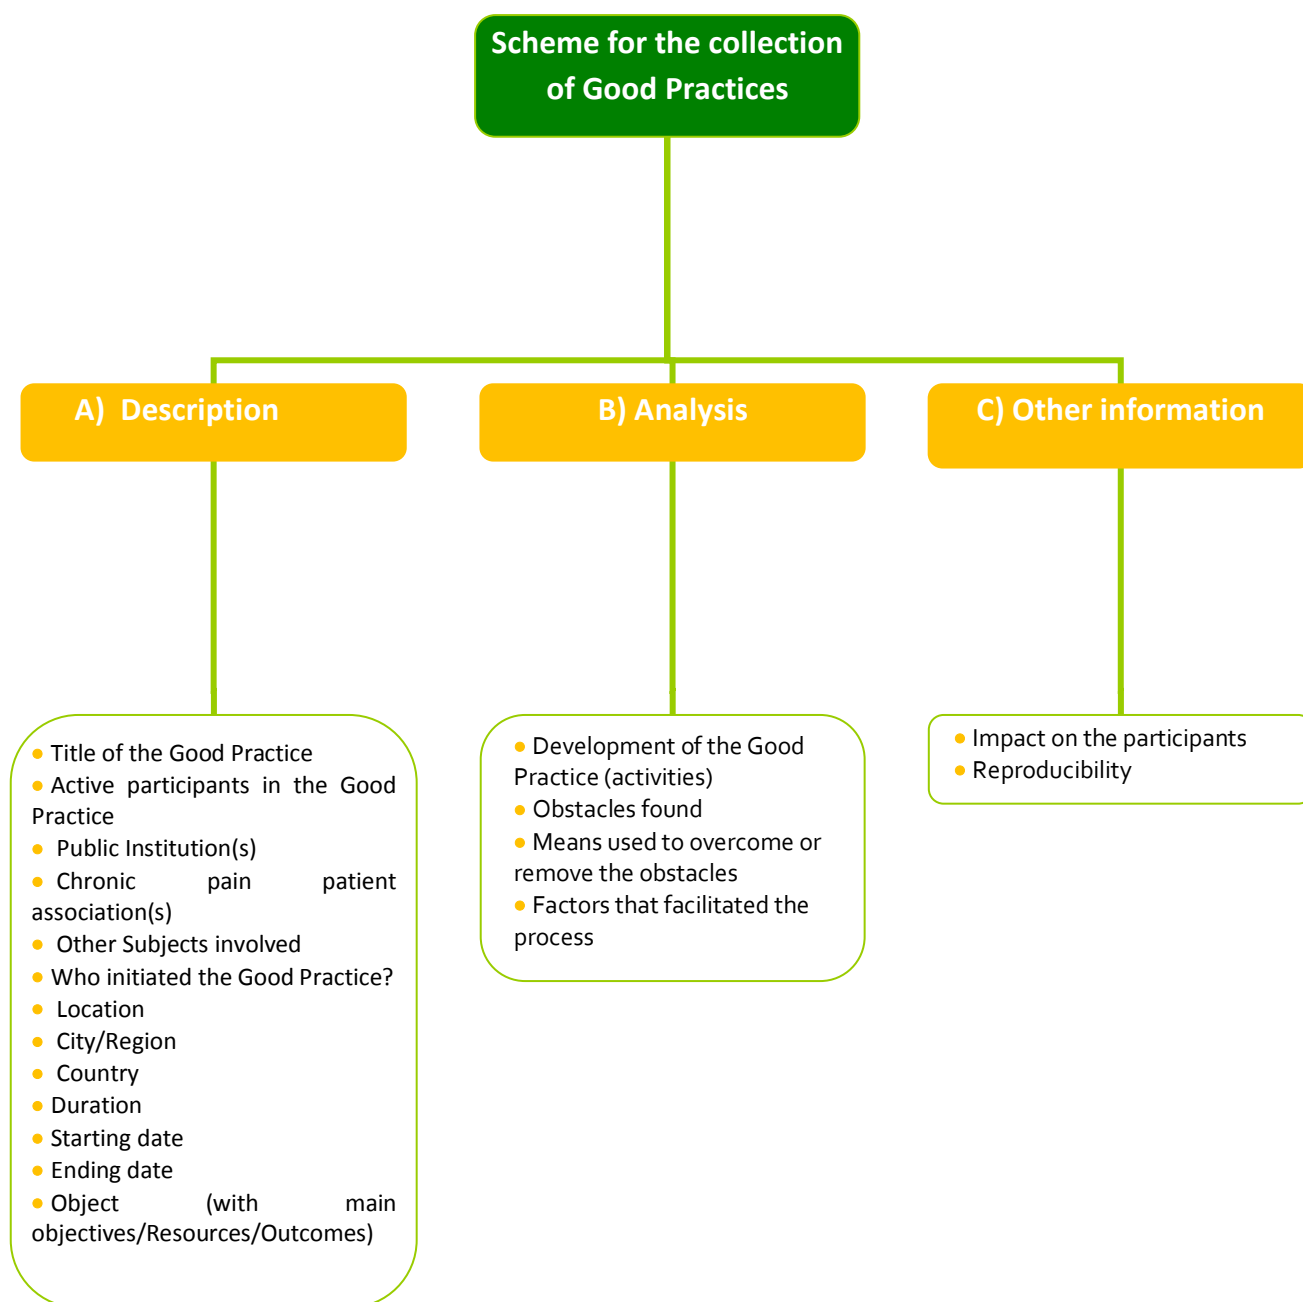 Scheme for the collection
of Good Practices
A) Description
B) Analysis
C) Other information
● Title of the Good Practice
● Active participants in the Good
Practice
● Public Institution(s)
● Chronic pain patient
association(s)
● Other Subjects involved
● Who initiated the Good Practice?
● Location
● City/Region
● Country
● Duration
● Starting date
● Ending date
● Object (with main
objectives/Resources/Outcomes)
● Development of the Good
Practice (activities)
● Obstacles found
● Means used to overcome or
remove the obstacles
● Factors that facilitated the
process
● Impact on the participants
● Reproducibility